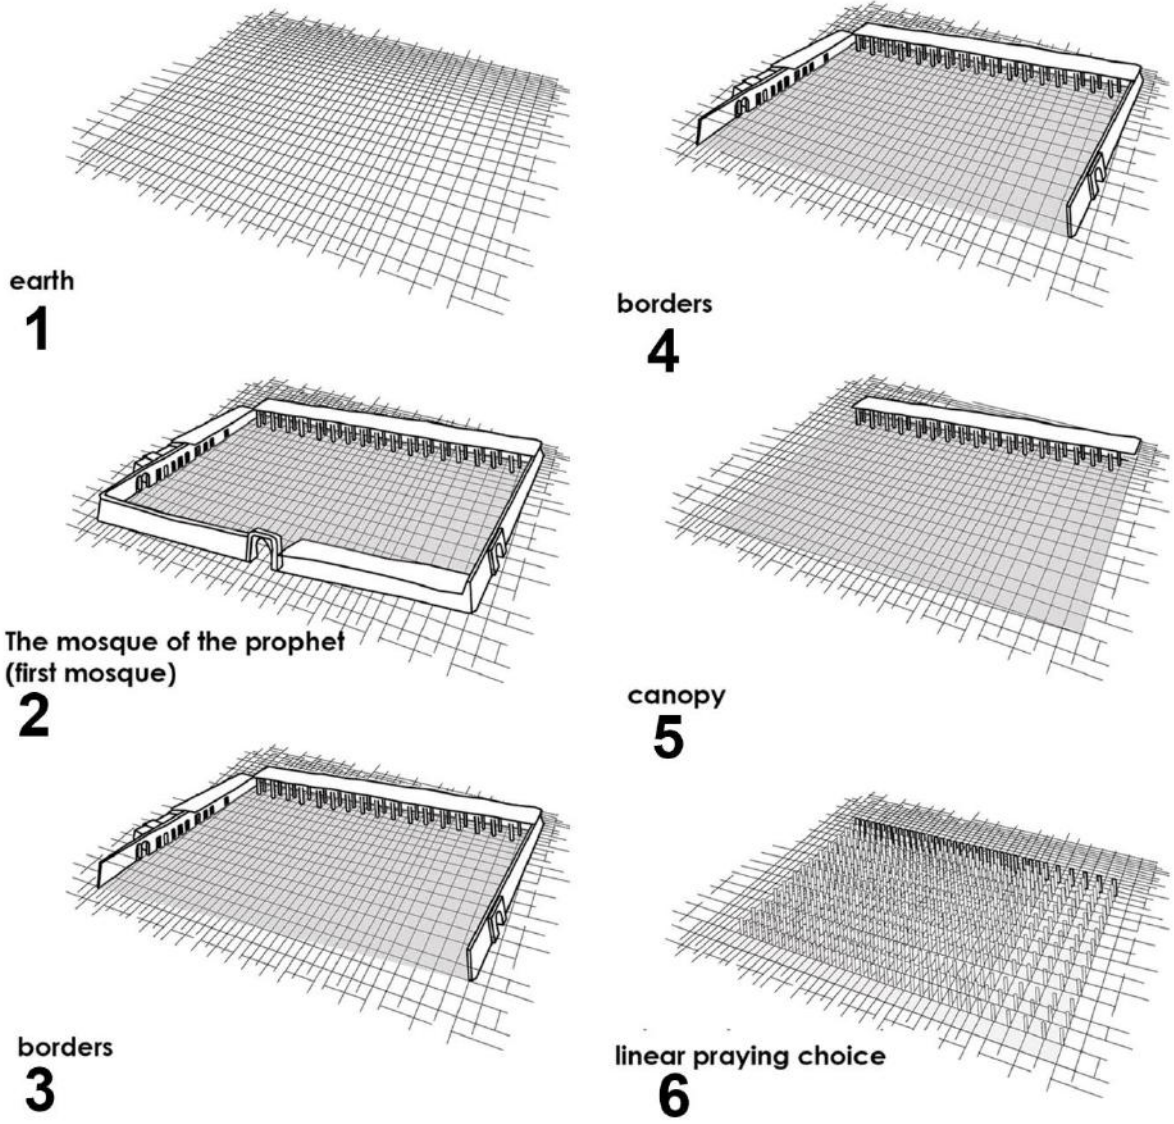 earth
1
The mosque of the prophet
(first mosque)
2
borders
3
borders
4
canopy
5
linear praying choice
6